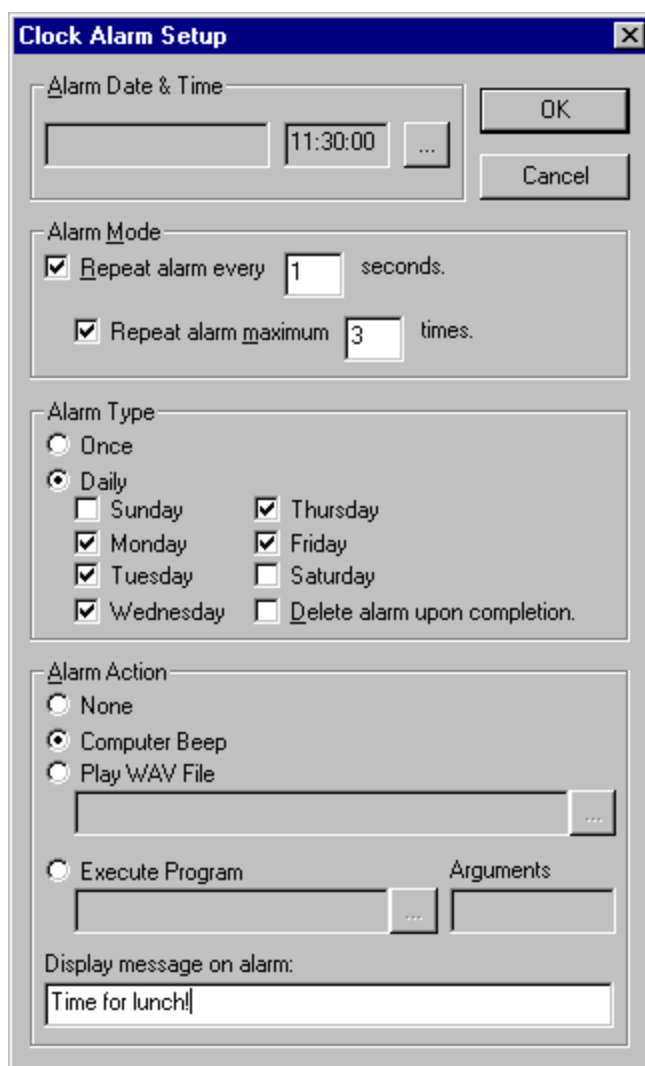 Clock Alarm Setup
Alarm Date & Time
11:30:00 ...
OK
Cancel
Alarm Mode
Repeat alarm every 1 seconds.
Repeat alarm maximum 3 times.
Alarm Type
Once
Daily
Sunday Thursday
Monday Friday
Tuesday Saturday
Wednesday Delete alarm upon completion.
Alarm Action
None
Computer Beep
Play WAV File
...
Execute Program Arguments
...
Display message on alarm:
Time for lunch!